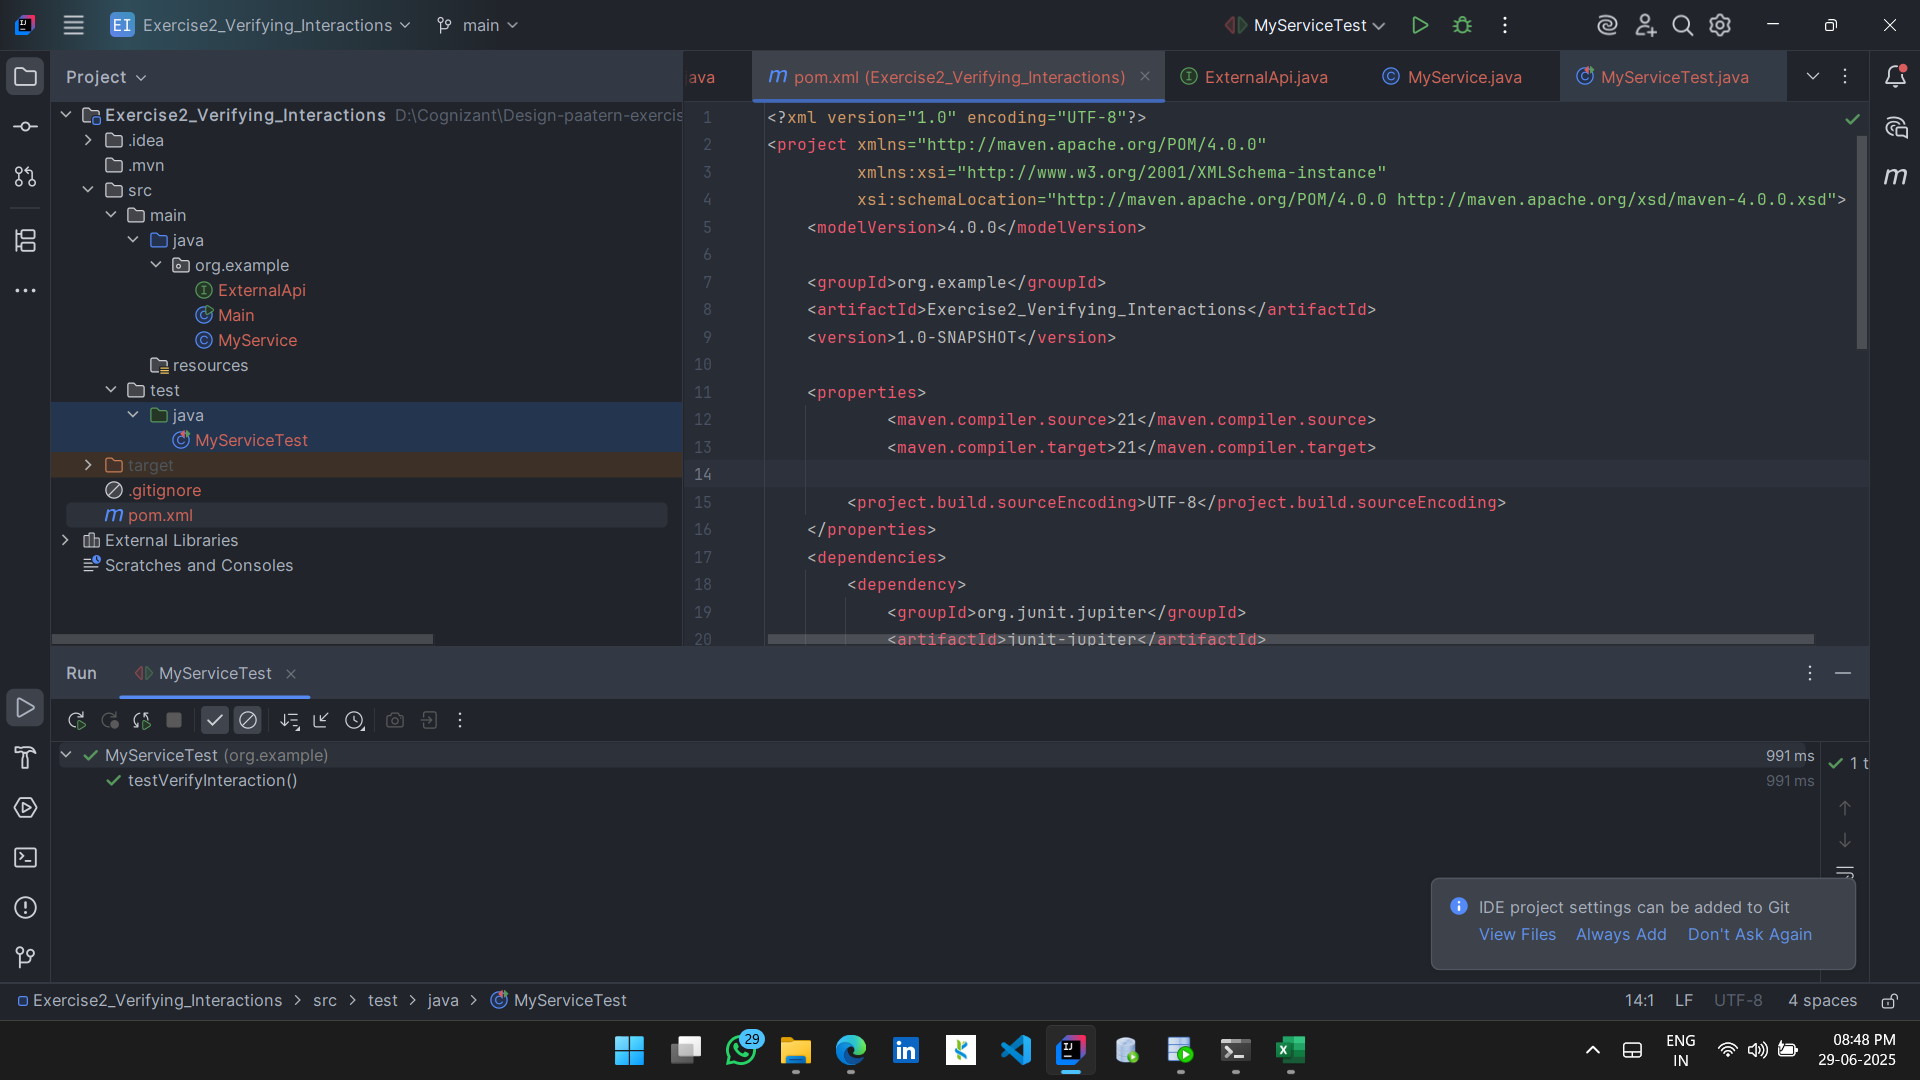 EI Exercise2_Verifying_Interactions
main
MyServiceTest
Project
Exercise2_Verifying_Interactions D:\Cognizant\Design-paatern-exercis
.idea
.mvn
src
main
java
org.example
ExternalApi
Main
MyService
resources
test
java
MyServiceTest
target
.gitignore
pom.xml
External Libraries
Scratches and Consoles
java
pom.xml (Exercise2_Verifying_Interactions)
ExternalApi.java
MyService.java
MyServiceTest.java
1 <?xml version="1.0" encoding="UTF-8"?>
2 <project xmlns="http://maven.apache.org/POM/4.0.0"
3 xmlns:xsi="http://www.w3.org/2001/XMLSchema-instance"
4 xsi:schemaLocation="http://maven.apache.org/POM/4.0.0 http://maven.apache.org/xsd/maven-4.0.0.xsd">
5 <modelVersion>4.0.0</modelVersion>
6
7 <groupId>org.example</groupId>
8 <artifactId>Exercise2_Verifying_Interactions</artifactId>
9 <version>1.0-SNAPSHOT</version>
10
11 <properties>
12 <maven.compiler.source>21</maven.compiler.source>
13 <maven.compiler.target>21</maven.compiler.target>
14
15 <project.build.sourceEncoding>UTF-8</project.build.sourceEncoding>
16 </properties>
17 <dependencies>
18 <dependency>
19 <groupId>org.junit.jupiter</groupId>
20 <artifactId>junit-jupiter</artifactId>
Run
MyServiceTest
MyServiceTest (org.example) 991 ms
testVerifyInteraction() 991 ms
1 t
IDE project settings can be added to Git
View Files Always Add Don't Ask Again
Exercise2_Verifying_Interactions > src > test > java > MyServiceTest
14:1 LF UTF-8 4 spaces
29
ENG
IN
08:48 PM
29-06-2025